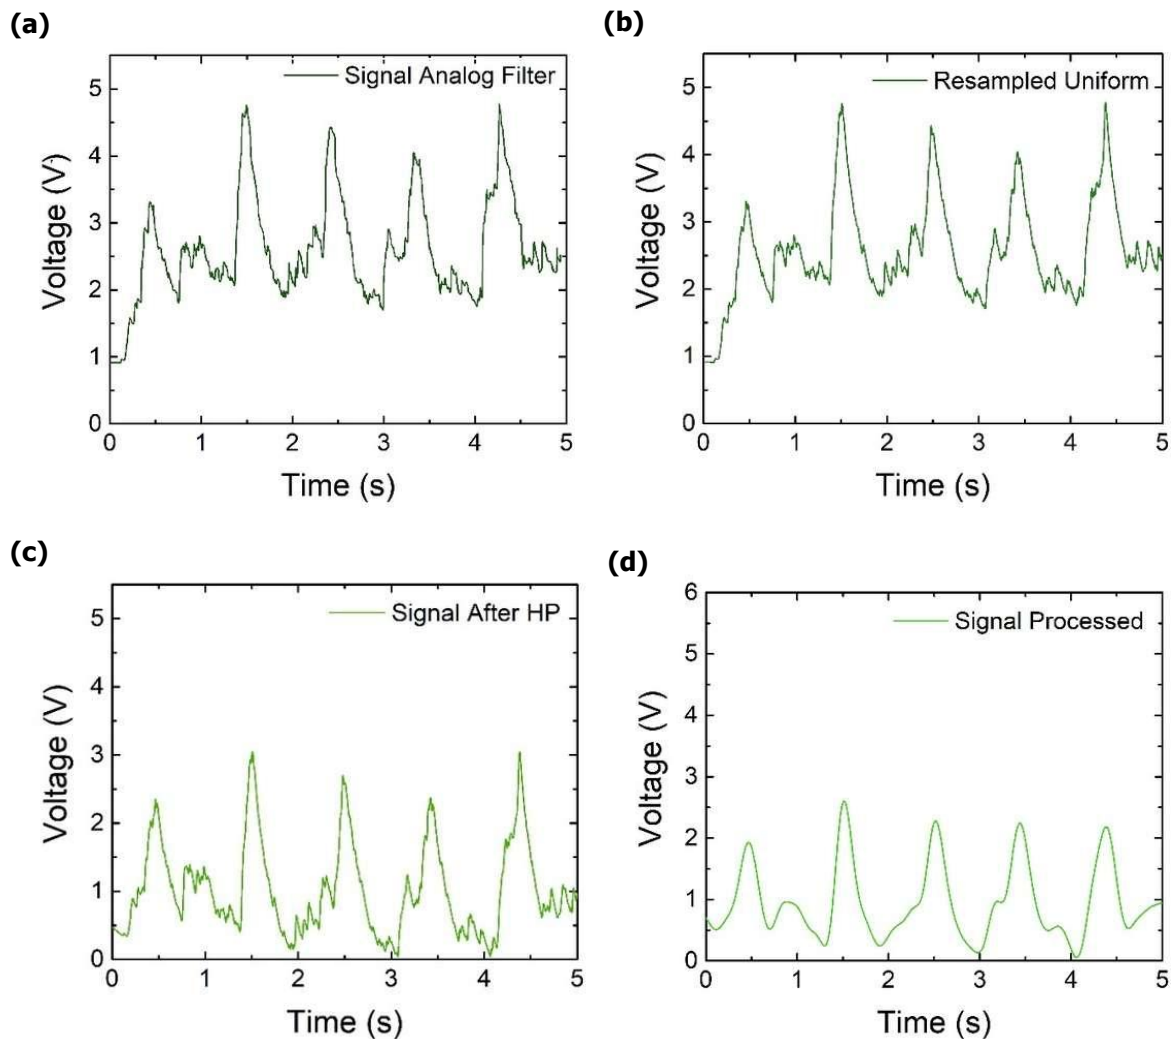 (a)
Signal Analog Filter
5
4
3
2
1
0
Voltage (V)
0 1 2 3 4 5
Time (s)
(b)
Resampled Uniform
5
4
3
2
1
0
Voltage (V)
0 1 2 3 4 5
Time (s)
(c)
Signal After HP
5
4
3
2
1
0
Voltage (V)
0 1 2 3 4 5
Time (s)
(d)
Signal Processed
6
5
4
3
2
1
0
Voltage (V)
0 1 2 3 4 5
Time (s)